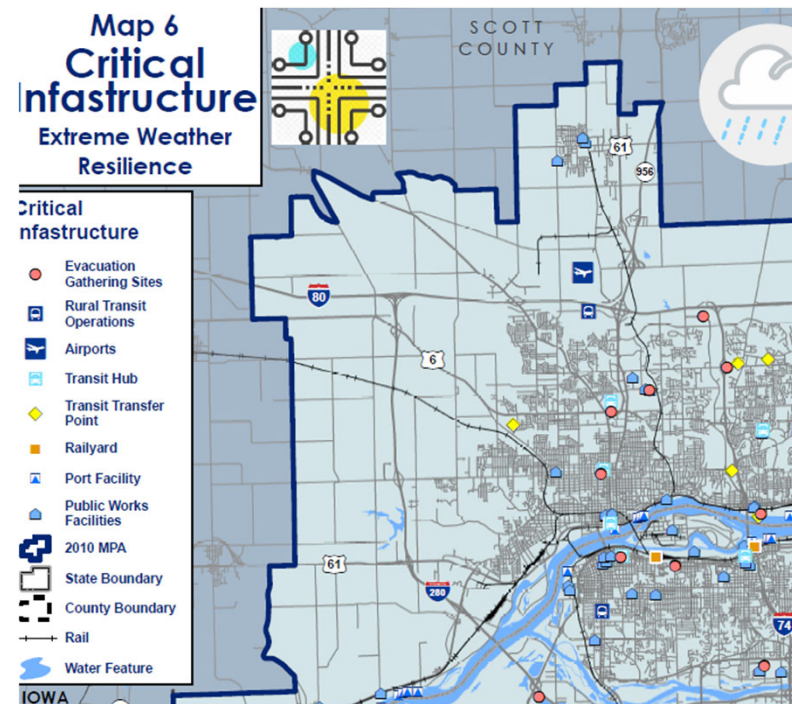 Map 6
Critical
Infastructure
Extreme Weather
Resilience
SCOTT
COUNTY
61
956
80
6
61
280
74
Critical
nfastructure
Evacuation
Gathering Sites
Rural Transit
Operations
Airports
Transit Hub
Transit Transfer
Point
Railyard
Port Facility
Public Works
Facilities
2010 MPA
State Boundary
County Boundary
Rail
Water Feature
IOWA